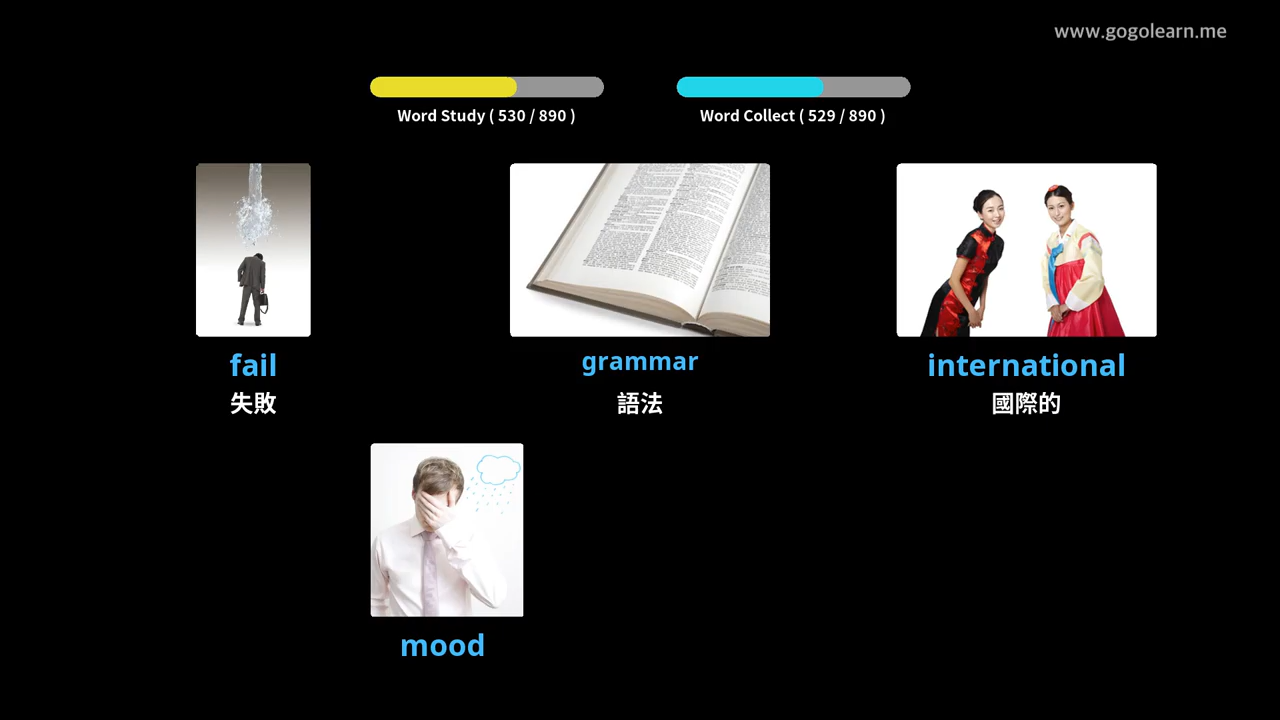 www.gogolearn.me
Word Study ( 530 / 890 )
Word Collect ( 529 / 890 )
fail
失敗
grammar
語法
international
國際的
mood